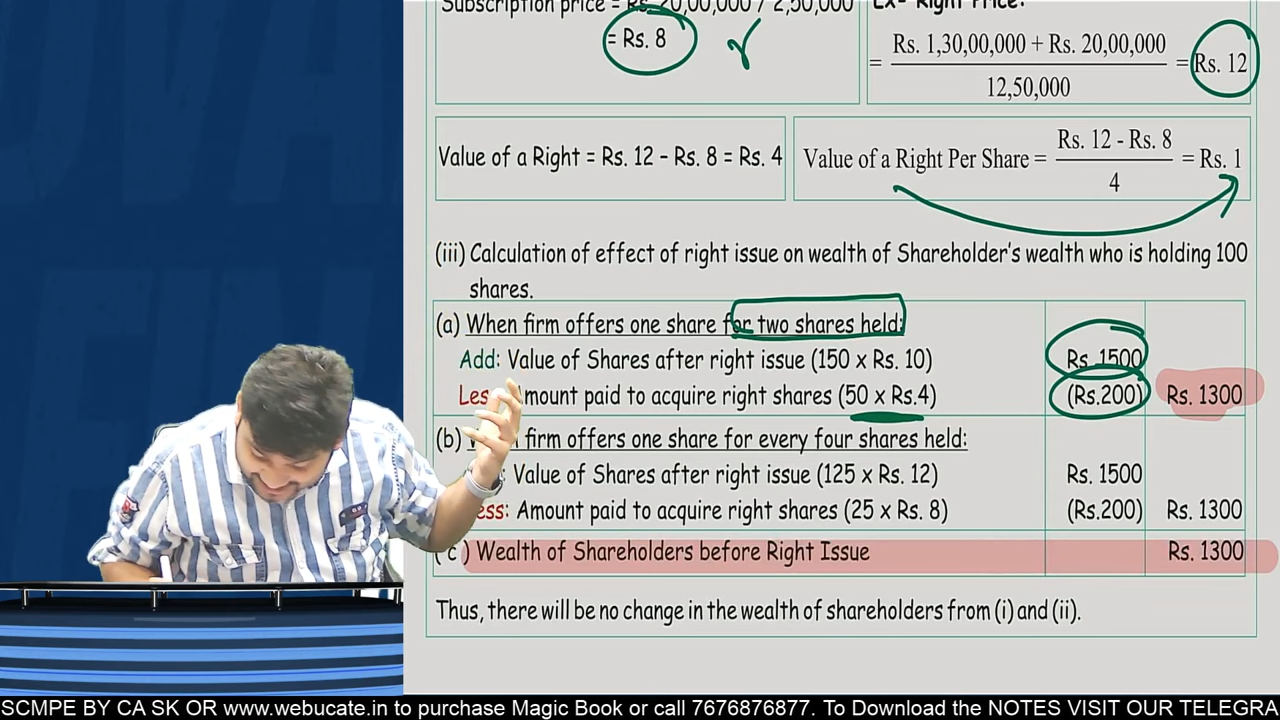 Subscription price = Rs. 20,00,000 / 2,50,000
= Rs. 8
Ex- Right Price:
= Rs. 1,30,00,000 + Rs. 20,00,000 / 12,50,000 = Rs. 12
Value of a Right = Rs. 12 – Rs. 8 = Rs. 4
Value of a Right Per Share = Rs. 12 - Rs. 8 / 4 = Rs. 1
(iii) Calculation of effect of right issue on wealth of Shareholder's wealth who is holding 100
shares.
(a) When firm offers one share for two shares held:
Add: Value of Shares after right issue (150 x Rs. 10) Rs. 1500
Les mount paid to acquire right shares (50 x Rs.4) (Rs.200) Rs. 1300
(b) firm offers one share for every four shares held:
: Value of Shares after right issue (125 x Rs. 12) Rs. 1500
ess: Amount paid to acquire right shares (25 x Rs. 8) (Rs.200) Rs. 1300
( c ) Wealth of Shareholders before Right Issue Rs. 1300
Thus, there will be no change in the wealth of shareholders from (i) and (ii).
SCMPE BY CA SK OR www.webucate.in to purchase Magic Book or call 7676876877. To Download the NOTES VISIT OUR TELEGRA